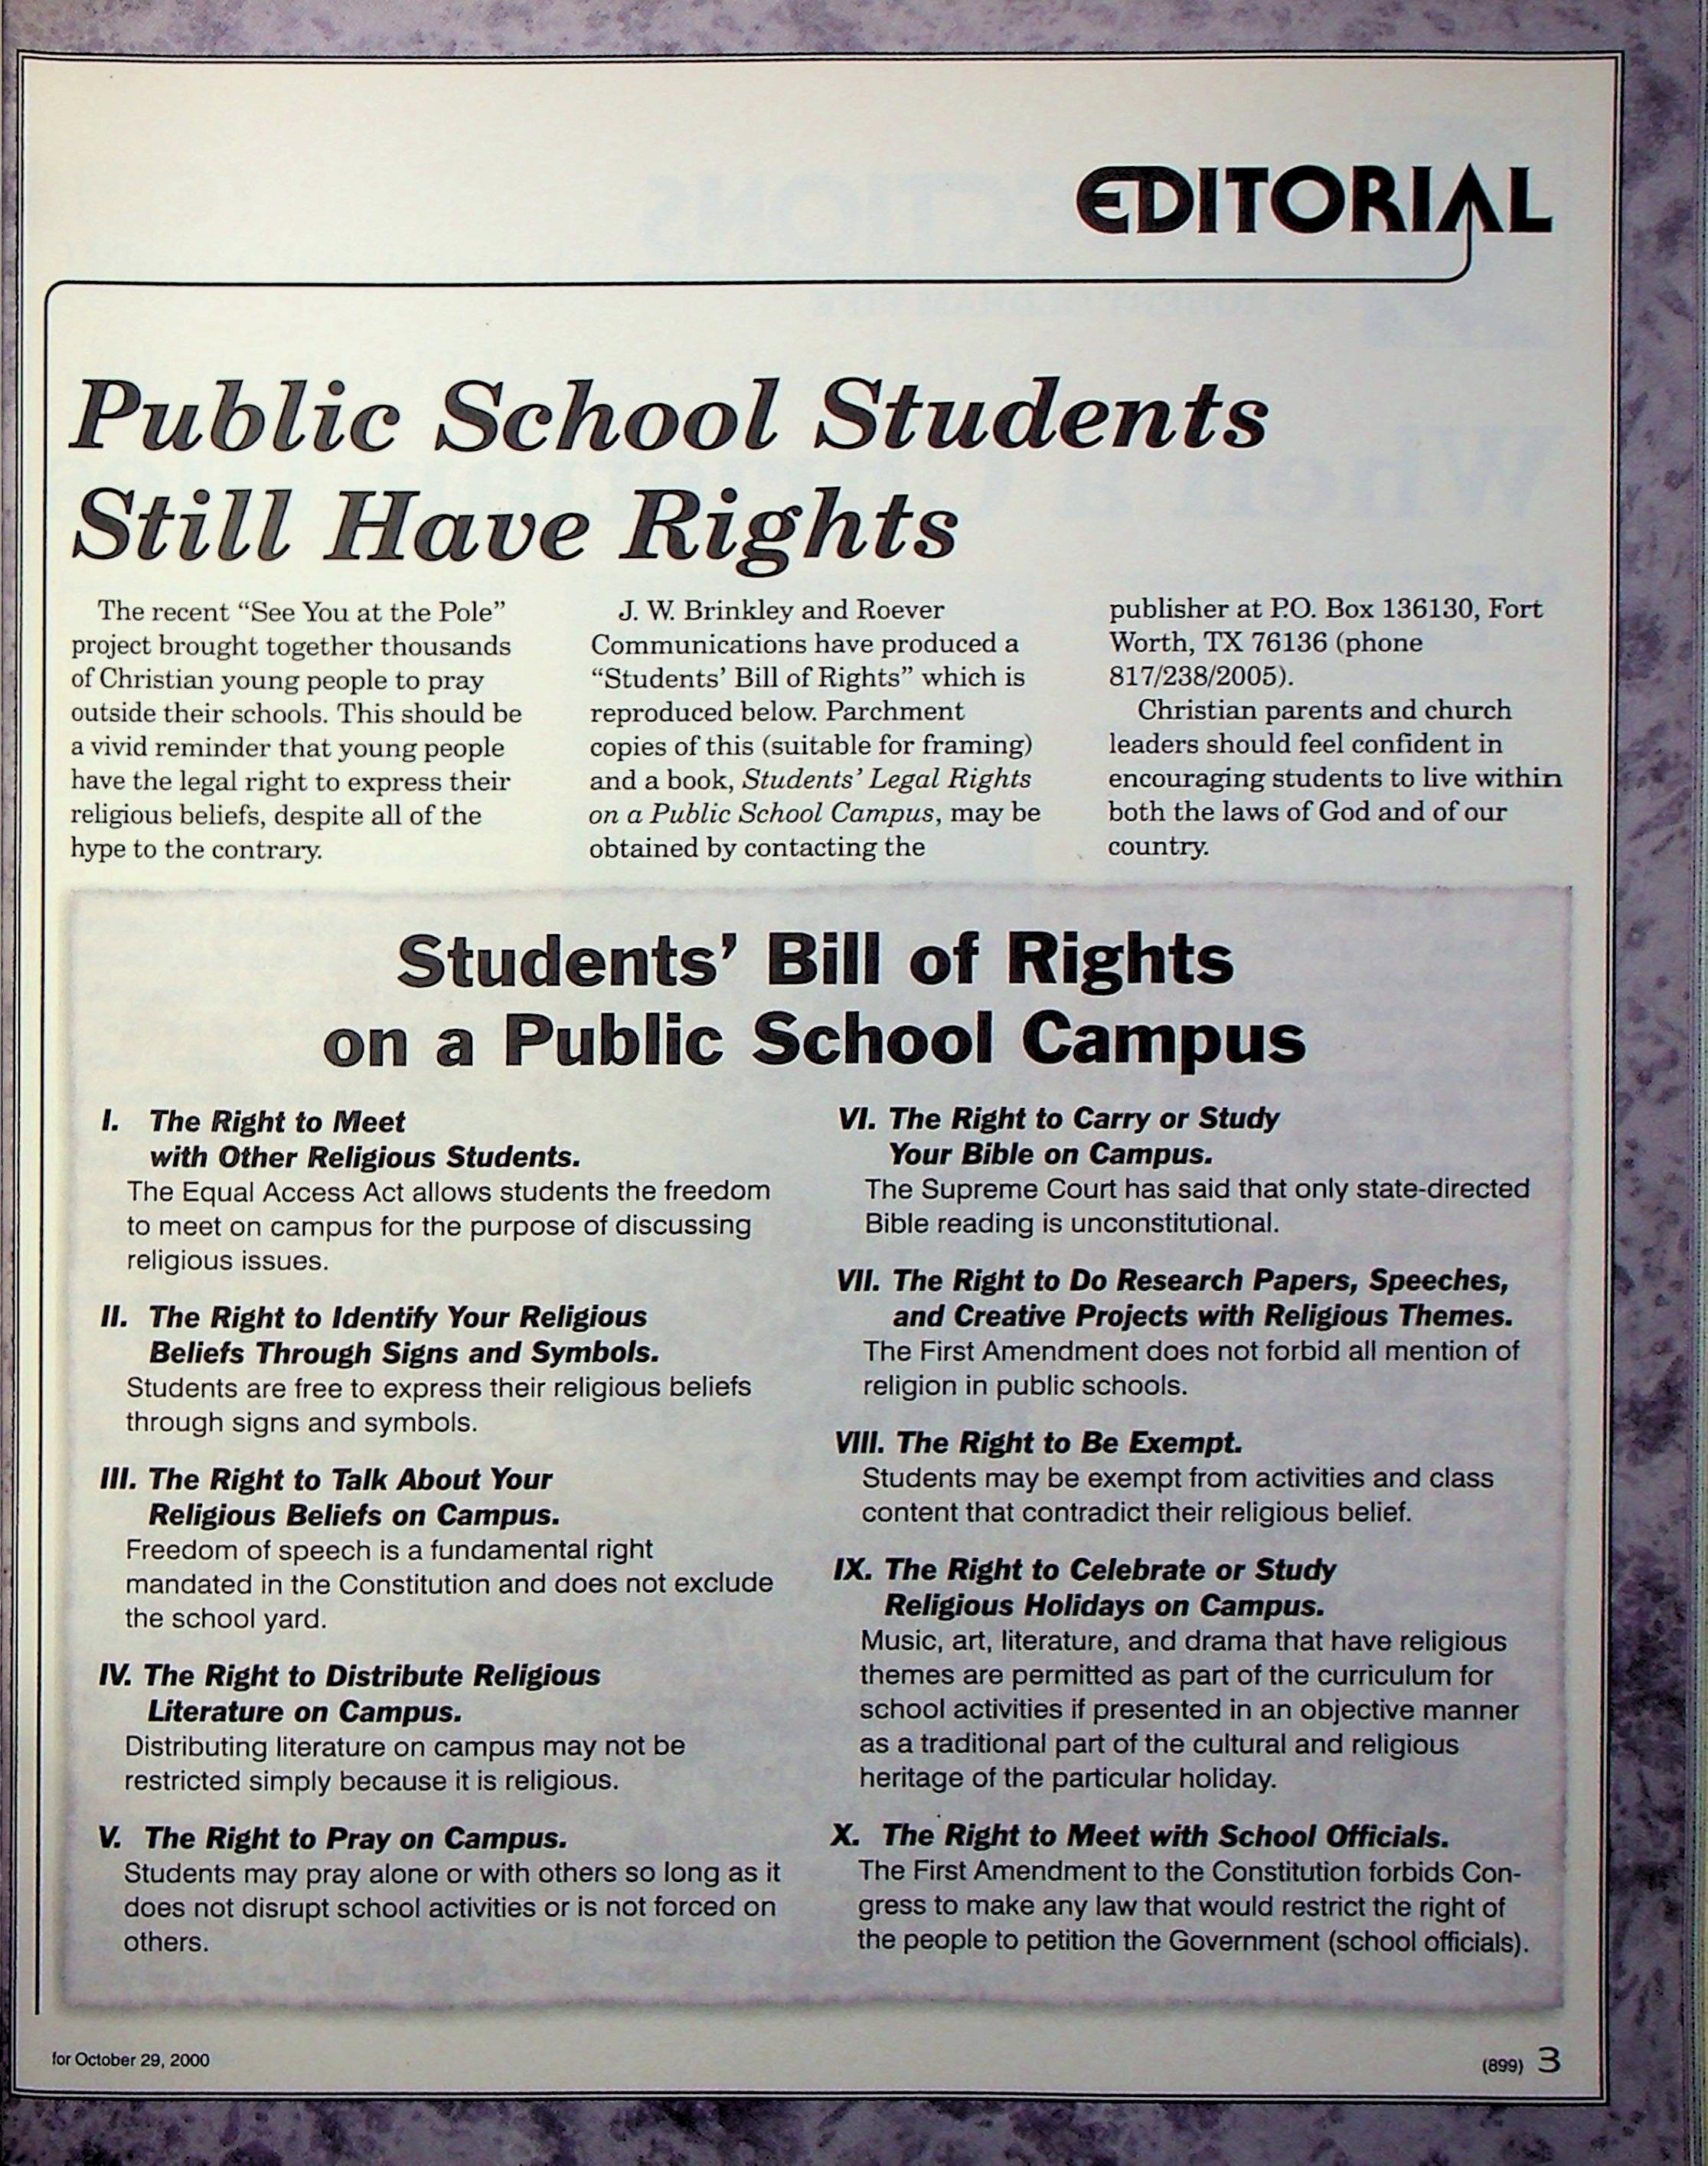 EDITORIAL
Public School Students
Still Have Rights
The recent “See You at the Pole”
project brought together thousands
of Christian young people to pray
outside their schools. This should be
a vivid reminder that young people
have the legal right to express their
religious beliefs, despite all of the
hype to the contrary.
J. W. Brinkley and Roever
Communications have produced a
“Students’ Bill of Rights” which is
reproduced below. Parchment
copies of this (suitable for framing)
and a book, Students’ Legal Rights
on a Public School Campus, may be
obtained by contacting the
publisher at P.O. Box 136130, Fort
Worth, TX 76136 (phone
817/238/2005).
Christian parents and church
leaders should feel confident in
encouraging students to live within
both the laws of God and of our
country.
Students’ Bill of Rights
on a Public School Campus
I. The Right to Meet
with Other Religious Students.
The Equal Access Act allows students the freedom
to meet on campus for the purpose of discussing
religious issues.
II. The Right to Identify Your Religious
Beliefs Through Signs and Symbols.
Students are free to express their religious beliefs
through signs and symbols.
III. The Right to Talk About Your
Religious Beliefs on Campus.
Freedom of speech is a fundamental right
mandated in the Constitution and does not exclude
the school yard.
IV. The Right to Distribute Religious
Literature on Campus.
Distributing literature on campus may not be
restricted simply because it is religious.
V. The Right to Pray on Campus.
Students may pray alone or with others so long as it
does not disrupt school activities or is not forced on
others.
VI. The Right to Carry or Study
Your Bible on Campus.
The Supreme Court has said that only state-directed
Bible reading is unconstitutional.
VII. The Right to Do Research Papers, Speeches,
and Creative Projects with Religious Themes.
The First Amendment does not forbid all mention of
religion in public schools.
VIII. The Right to Be Exempt.
Students may be exempt from activities and class
content that contradict their religious belief.
IX. The Right to Celebrate or Study
Religious Holidays on Campus.
Music, art, literature, and drama that have religious
themes are permitted as part of the curriculum for
school activities if presented in an objective manner
as a traditional part of the cultural and religious
heritage of the particular holiday.
X. The Right to Meet with School Officials.
The First Amendment to the Constitution forbids Con-
gress to make any law that would restrict the right of
the people to petition the Government (school officials).
for October 29, 2000
(899) 3